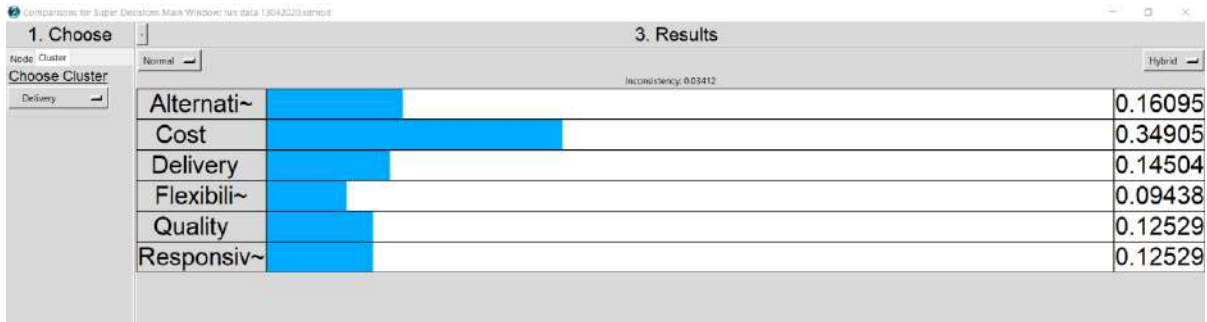 Comparisons for Super Decisions Main Window: run data 13042020.sdmod
1. Choose
3. Results
Node Cluster
Normal
Hybrid
Choose Cluster
Inconsistency: 0.03412
Delivery
Alternati~ 0.16095
Cost 0.34905
Delivery 0.14504
Flexibili~ 0.09438
Quality 0.12529
Responsiv~ 0.12529